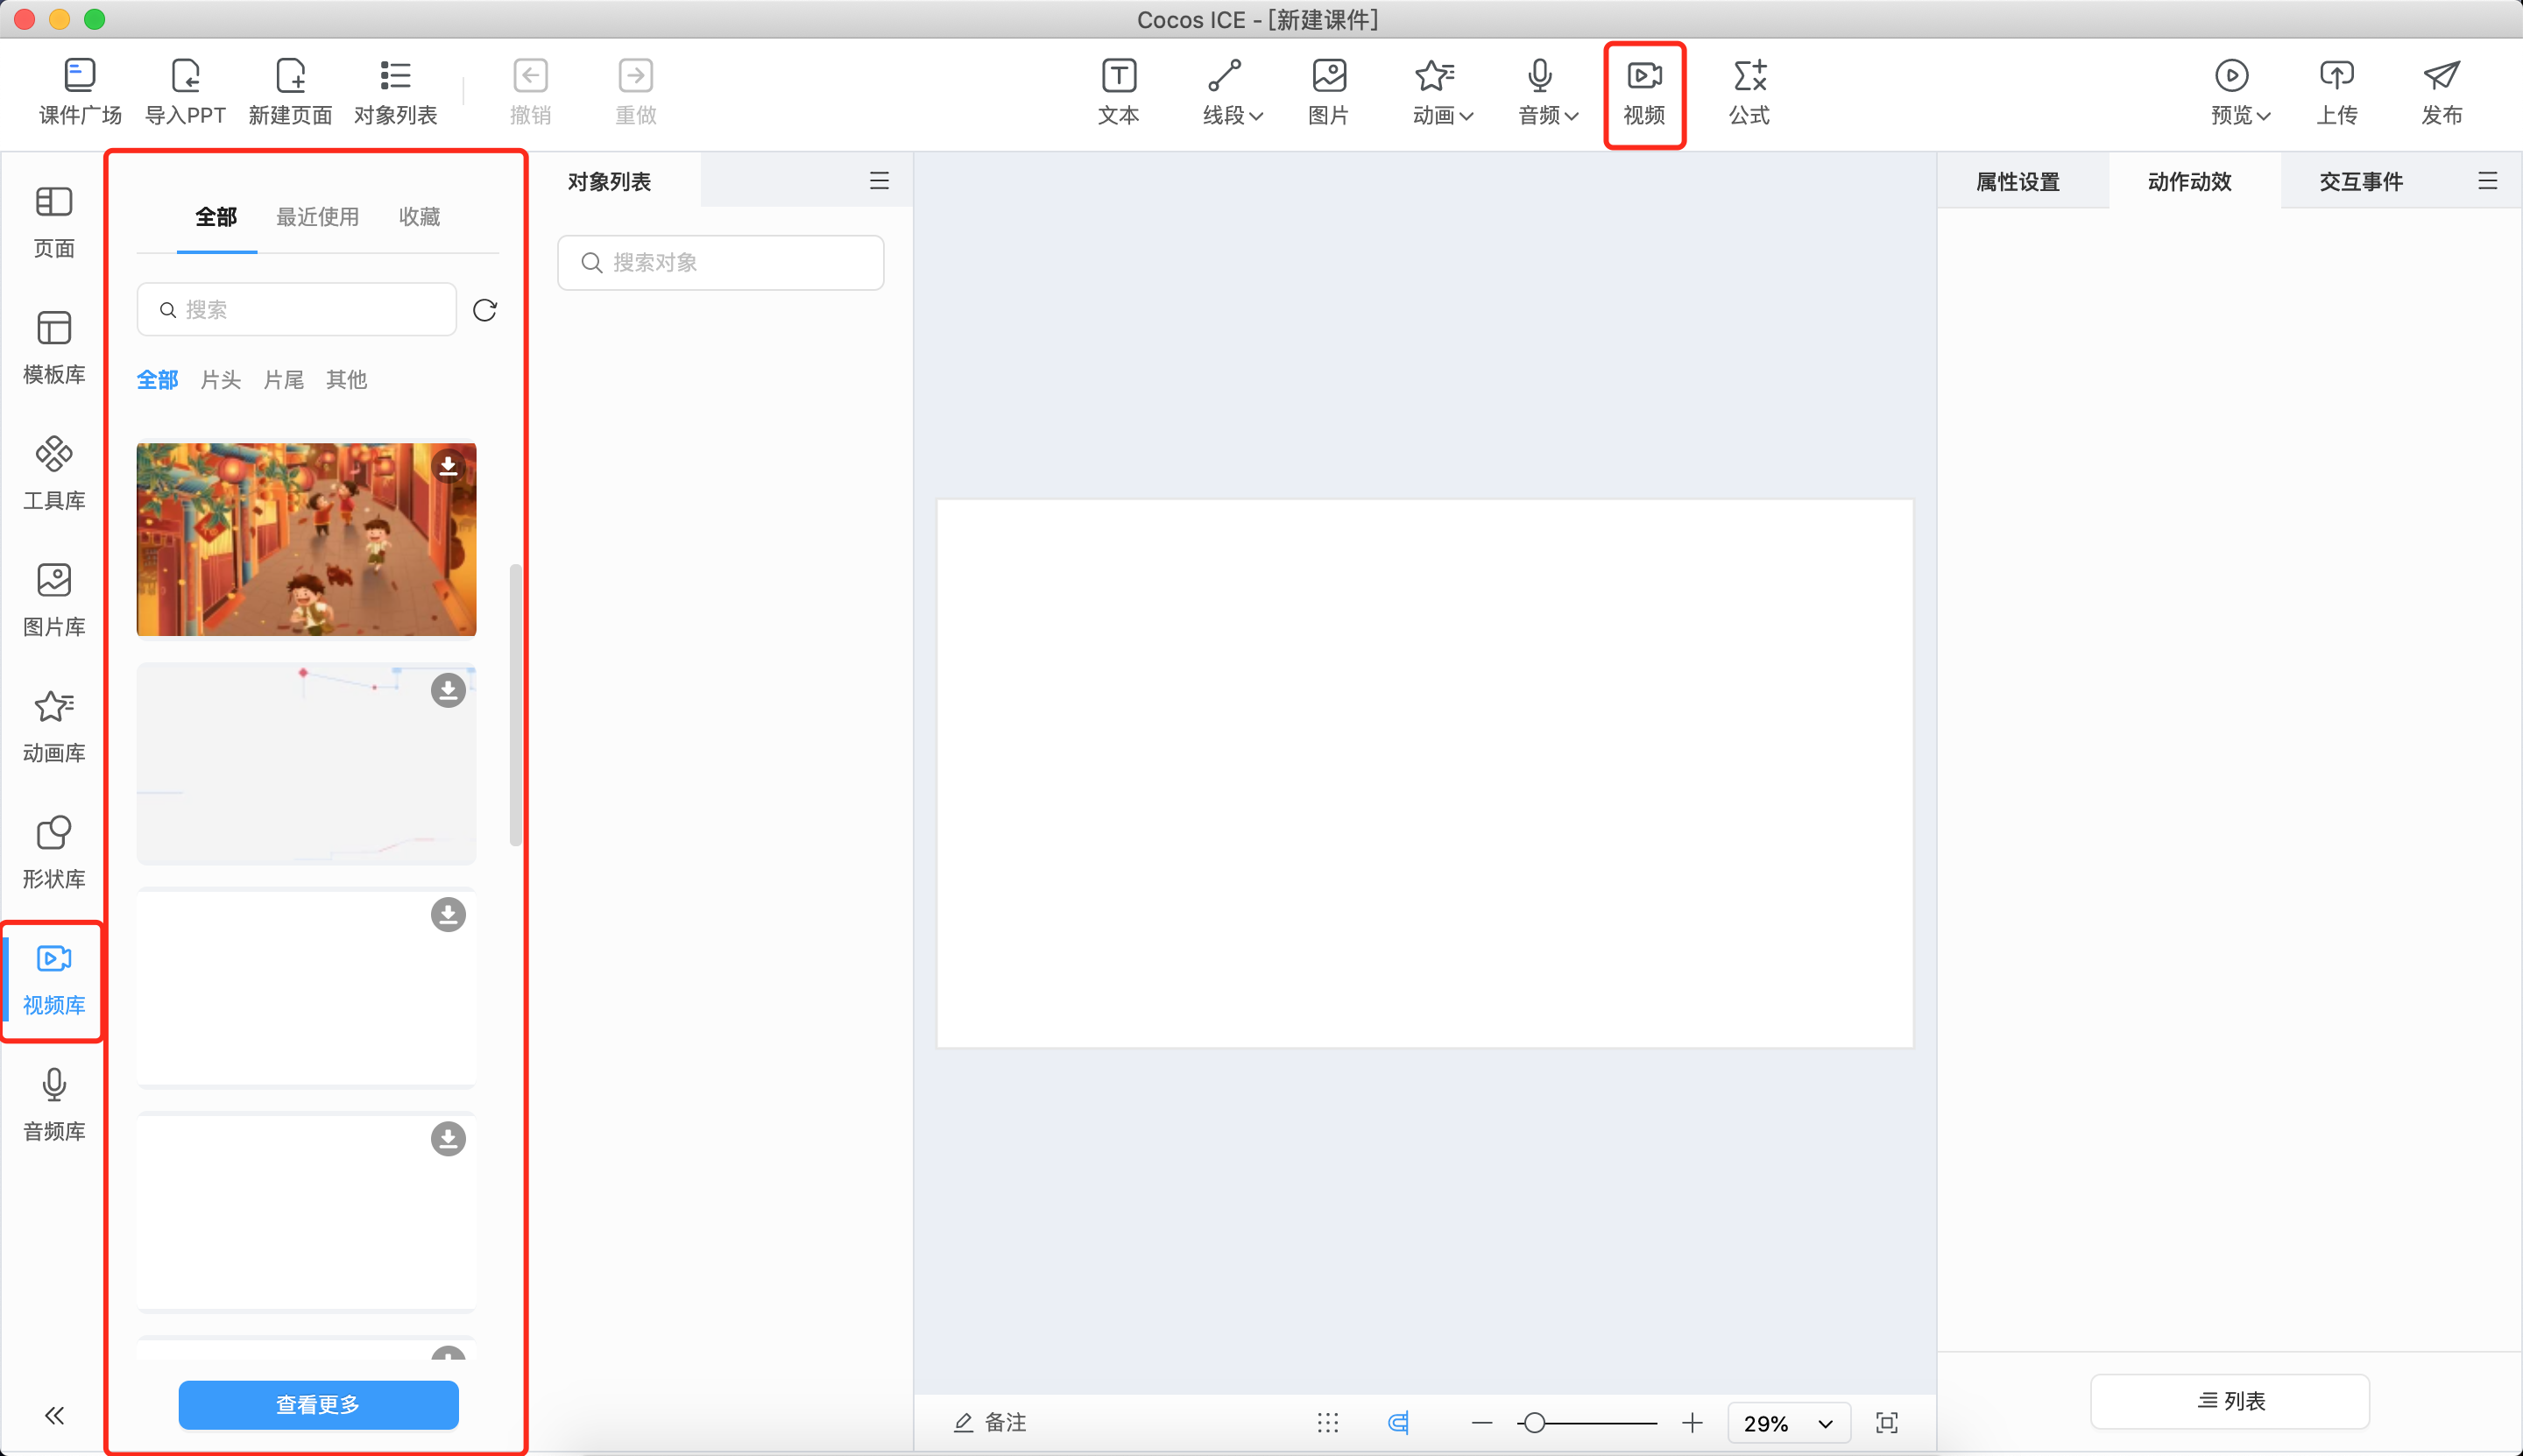 Cocos ICE - [新建课件]
课件广场 导入PPT 新建页面 对象列表 撤销 重做 文本 线段 图片 动画 音频 视频 公式 预览 上传 发布
页面
模板库
工具库
图片库
动画库
形状库
视频库
音频库
全部 最近使用 收藏
搜索
全部 片头 片尾 其他
查看更多
对象列表
搜索对象
备注 29%
属性设置 动作动效 交互事件
列表